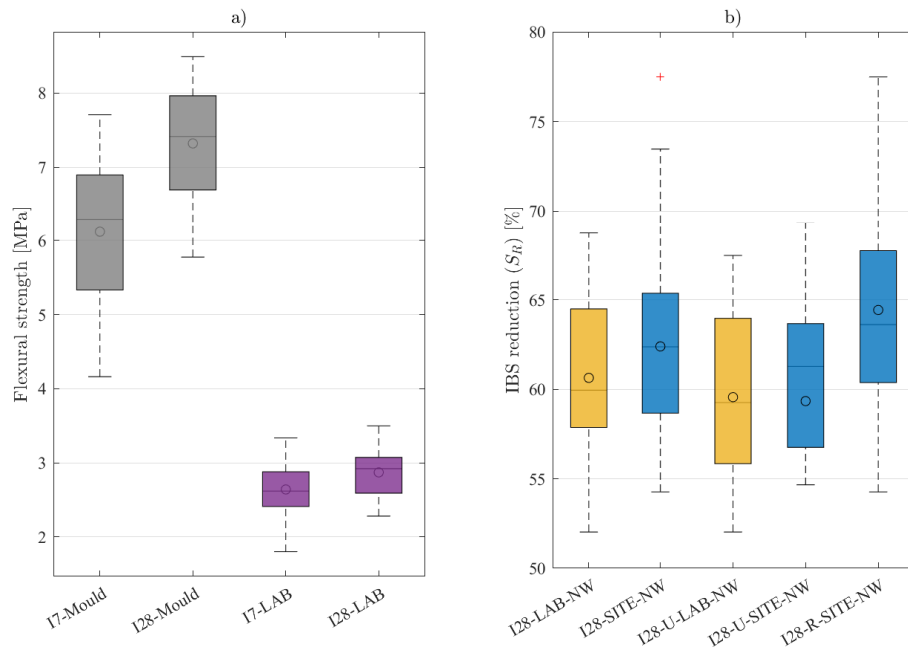 a)
Flexural strength [MPa]
8
7
6
5
4
3
2
I7-Mould
I28-Mould
I7-LAB
I28-LAB
b)
IBS reduction (S_R) [%]
80
75
70
65
60
55
50
I28-LAB-NW
I28-SITE-NW
I28-U-LAB-NW
I28-U-SITE-NW
I28-R-SITE-NW